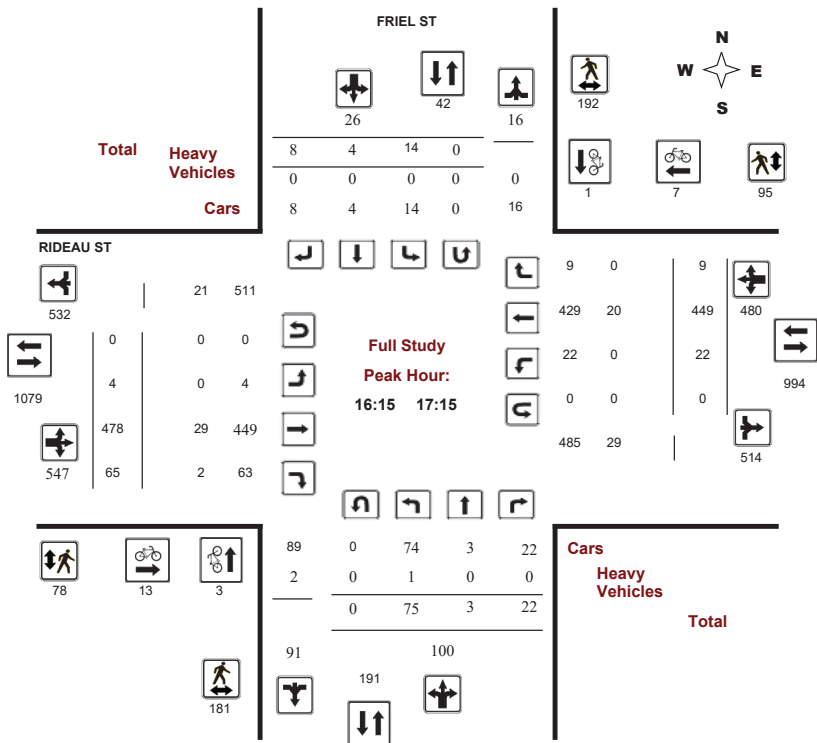 FRIEL ST
N
W E
S
42
192
26 16
Total Heavy
Vehicles
8 4 14 0
0 0 0 0 0
Cars 8 4 14 0 16
1 7 95
RIDEAU ST
532
21 511
9 0 9
429 20 449 480
0 0 0
Full Study
Peak Hour:
16:15 17:15
22 0 22
1079
4 0 4
994
0 0 0
478 29 449
485 29
514
547 65 2 63
89 0 74 3 22
Cars
2 0 1 0 0
Heavy
Vehicles
78 13 3
0 75 3 22
Total
91 100
191
181